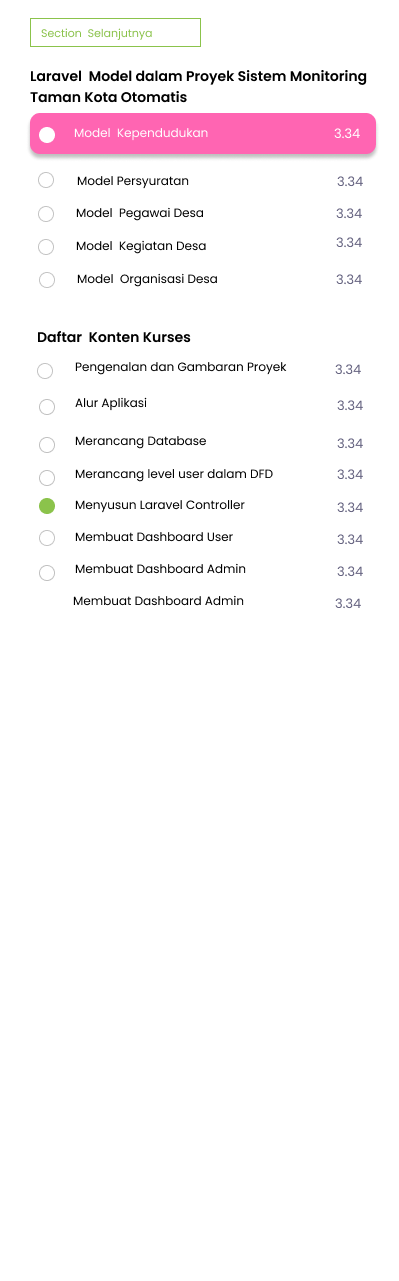 Section Selanjutnya
Laravel Model dalam Proyek Sistem Monitoring
Taman Kota Otomatis
Model Kependudukan 3.34
Model Persyuratan 3.34
Model Pegawai Desa 3.34
Model Kegiatan Desa 3.34
Model Organisasi Desa 3.34
Daftar Konten Kurses
Pengenalan dan Gambaran Proyek 3.34
Alur Aplikasi 3.34
Merancang Database 3.34
Merancang level user dalam DFD 3.34
Menyusun Laravel Controller 3.34
Membuat Dashboard User 3.34
Membuat Dashboard Admin 3.34
Membuat Dashboard Admin 3.34